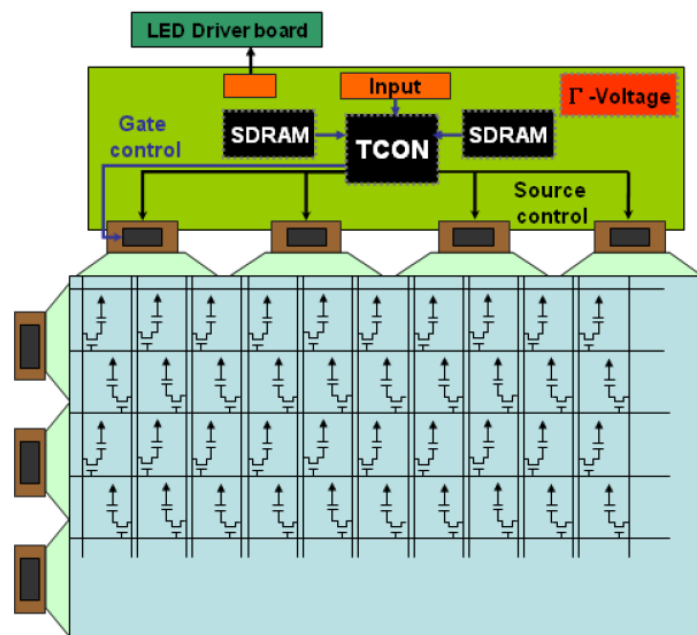 LED Driver board
Input
Γ -Voltage
Gate
control
SDRAM
TCON
SDRAM
Source
control